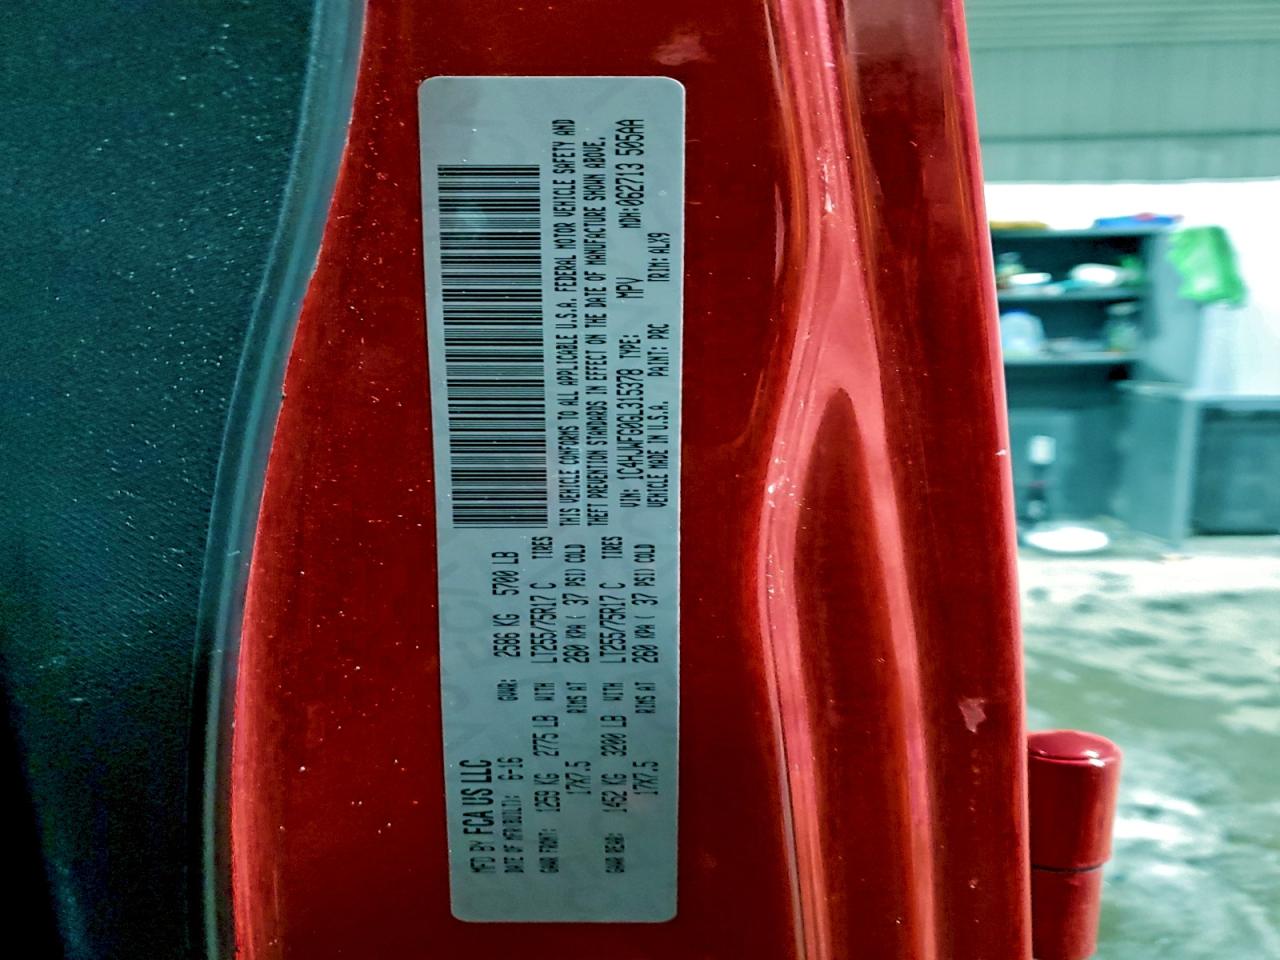 MFD BY FCA US LLC
DATE OF MFR(BUILT): 6-16 GVWR: 2586 KG 5700 LB
GAWR FRONT: 1259 KG 2775 LB WITH LT255/75R17 C TIRES
17X7.5 RIMS AT 260 KPA ( 37 PSI) COLD
GAWR REAR: 1452 KG 3200 LB WITH LT255/75R17 C TIRES
17X7.5 RIMS AT 260 KPA ( 37 PSI) COLD
THIS VEHICLE CONFORMS TO ALL APPLICABLE U.S.A. FEDERAL MOTOR VEHICLE SAFETY AND
THEFT PREVENTION STANDARDS IN EFFECT ON THE DATE OF MANUFACTURE SHOWN ABOVE.
VIN: 1C4HJWFG0GL315378 TYPE: MPV MDH:062713 505AA
VEHICLE MADE IN U.S.A. PAINT: PRC TRIM: ALX9